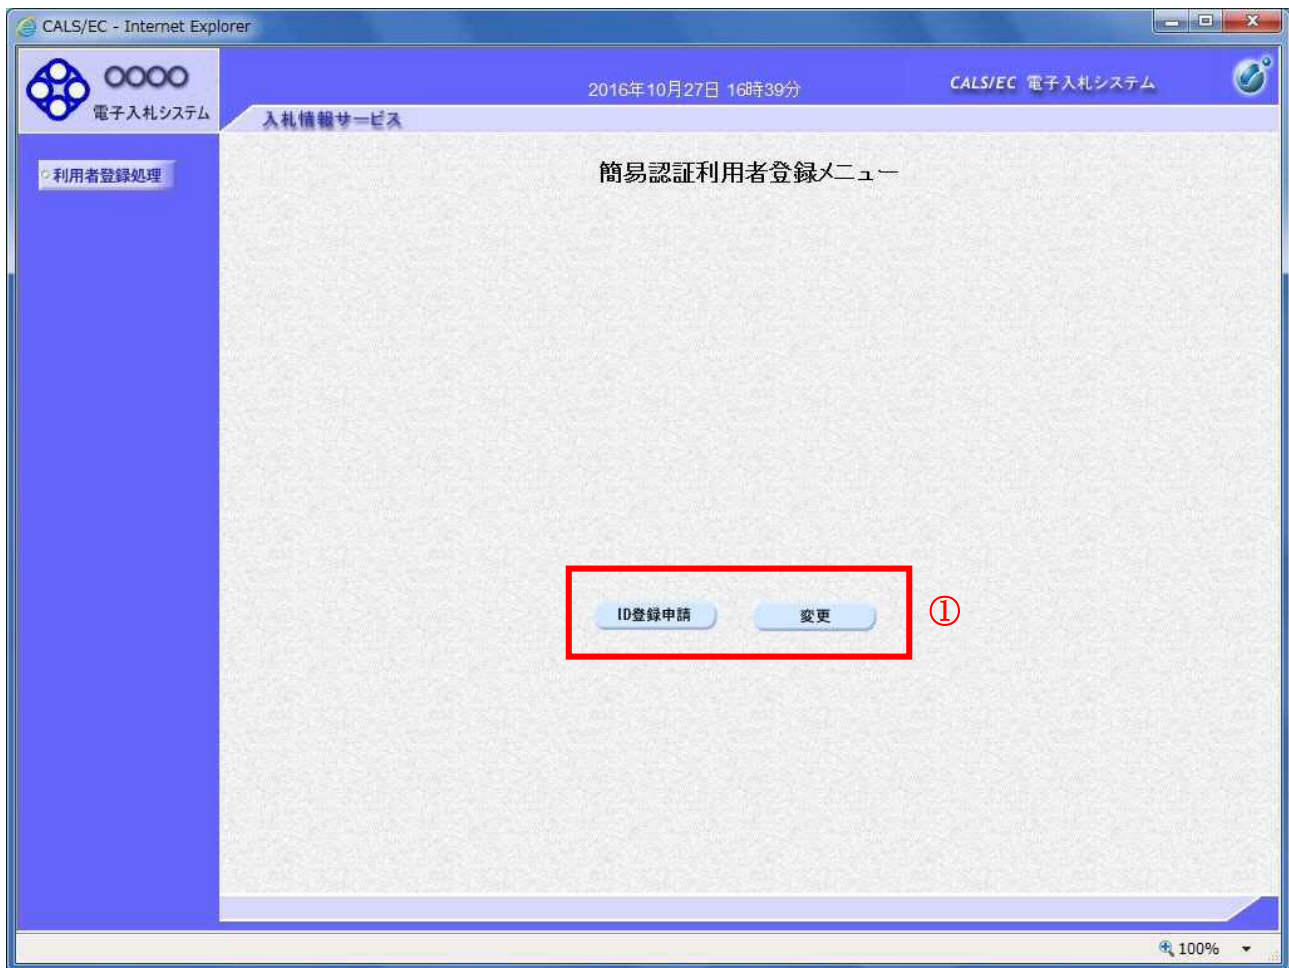 CALS/EC - Internet Explorer
○○○○
電子入札システム
2016年10月27日 16時39分
CALS/EC 電子入札システム
入札情報サービス
利用者登録処理
簡易認証利用者登録メニュー
ID登録申請
変更
①
100%